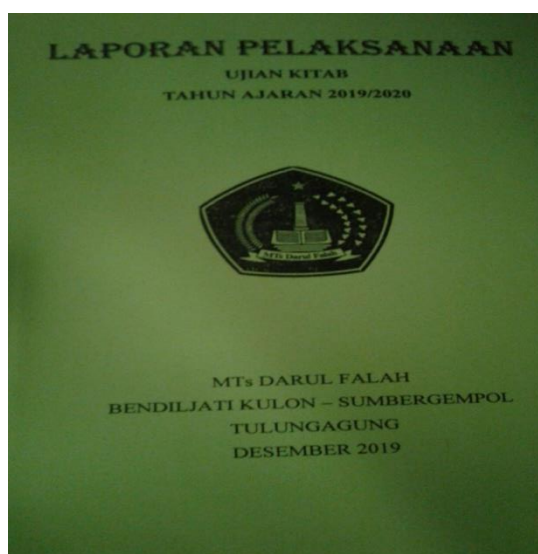 LAPORAN PELAKSANAAN
UJIAN KITAB
TAHUN AJARAN 2019/2020
MTs Darul Falah
MTs DARUL FALAH
BENDILJATI KULON – SUMBERGEMPOL
TULUNGAGUNG
DESEMBER 2019